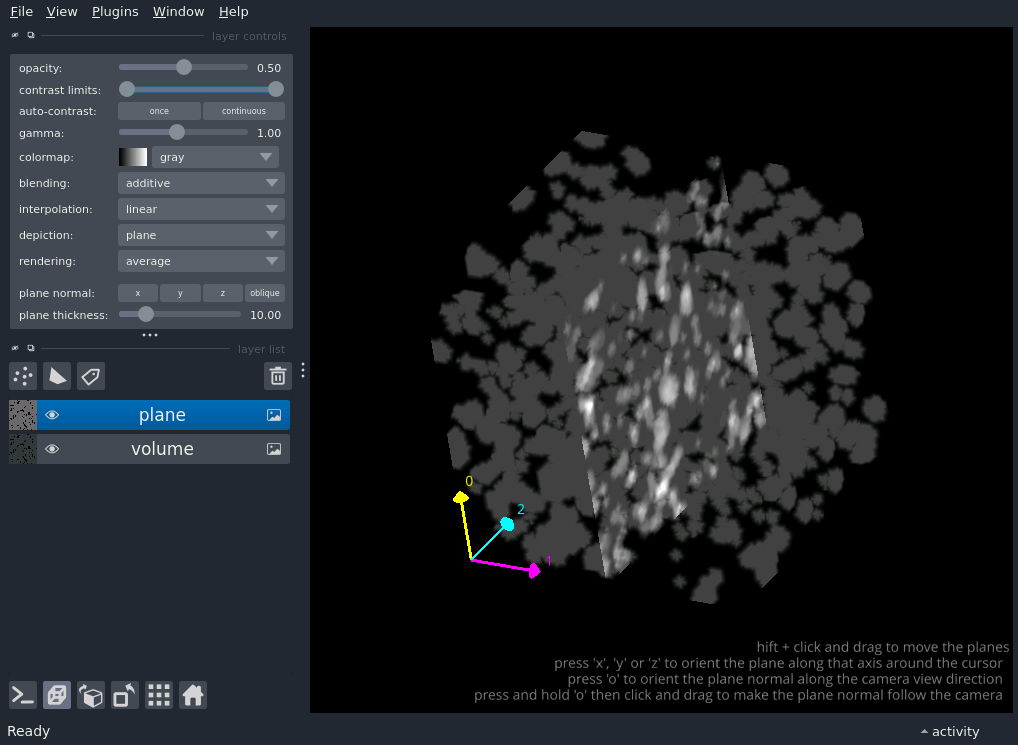 File View Plugins Window Help
layer controls
opacity: 0.50
contrast limits:
auto-contrast: once continuous
gamma: 1.00
colormap: gray
blending: additive
interpolation: linear
depiction: plane
rendering: average
plane normal: x y z oblique
plane thickness: 10.00
layer list
plane
volume
0
2
1
hift + click and drag to move the planes
press 'x', 'y' or 'z' to orient the plane along that axis around the cursor
press 'o' to orient the plane normal along the camera view direction
press and hold 'o' then click and drag to make the plane normal follow the camera
Ready activity